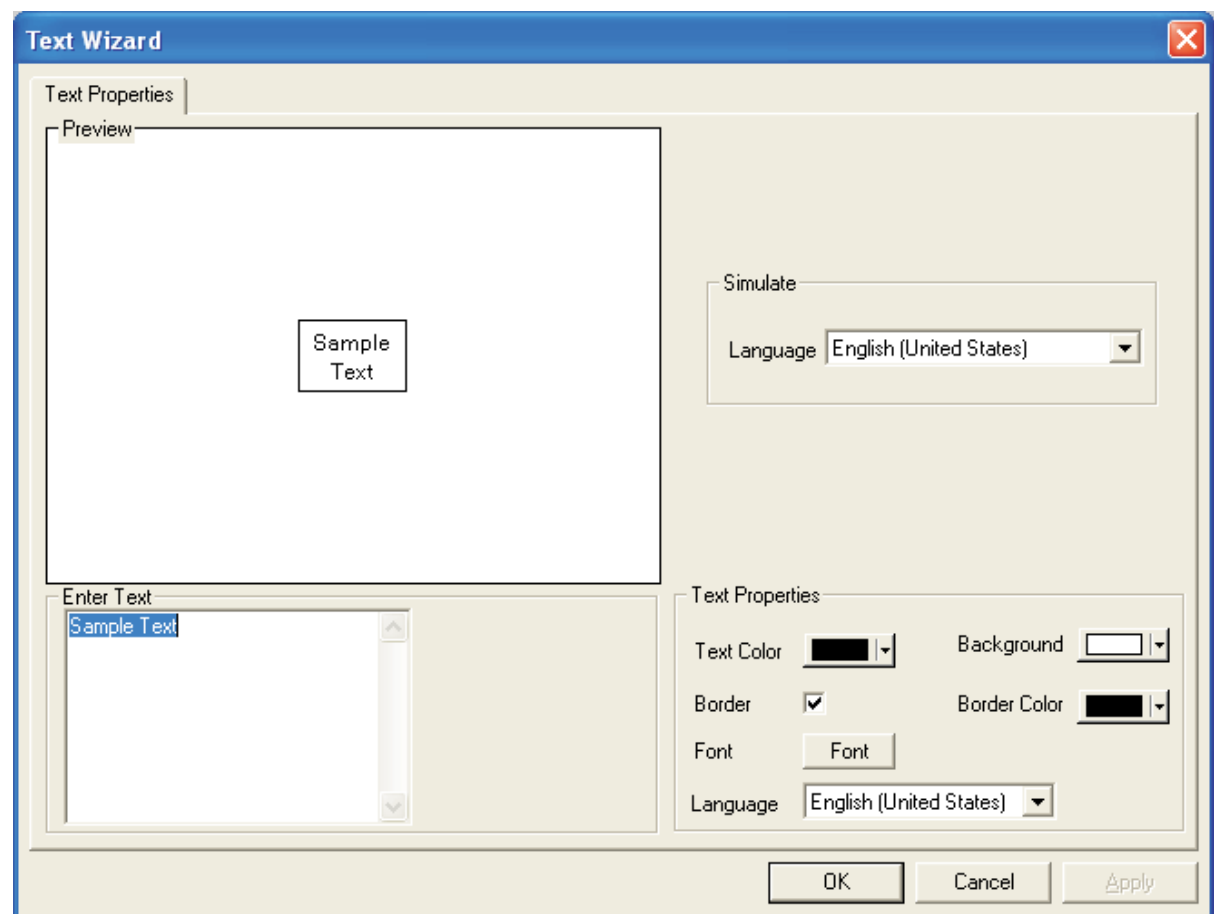 Text Wizard
Text Properties
Preview
Sample
Text
Simulate
Language English (United States)
Enter Text
Sample Text
Text Properties
Text Color Background
Border Border Color
Font Font
Language English (United States)
OK Cancel Apply